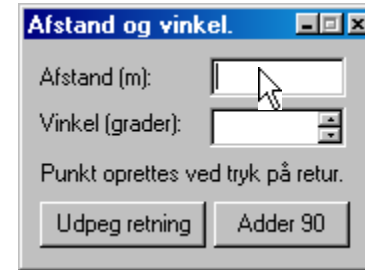 Afstand og vinkel.
Afstand (m):
Vinkel (grader):
Punkt oprettes ved tryk på retur.
Udpeg retning Adder 90